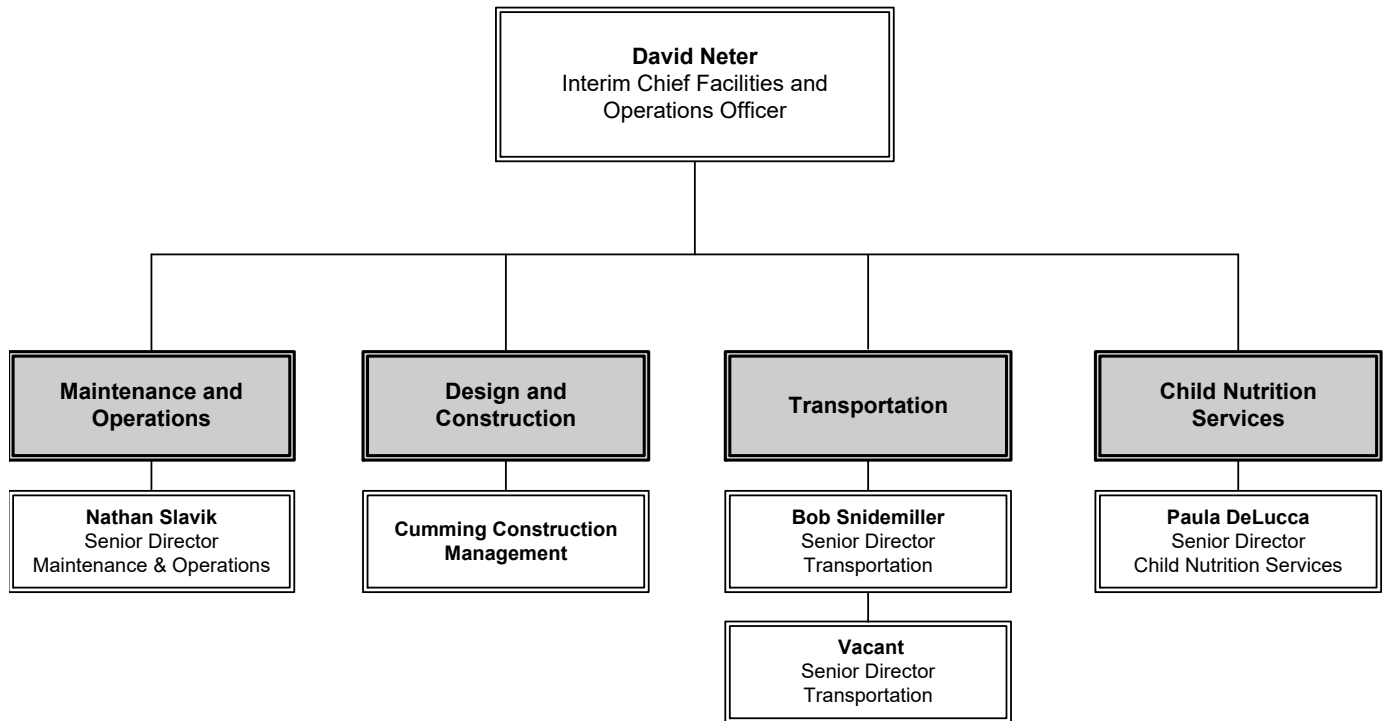 David Neter
Interim Chief Facilities and
Operations Officer
Maintenance and
Operations
Design and
Construction
Transportation
Child Nutrition
Services
Nathan Slavik
Senior Director
Maintenance & Operations
Cumming Construction
Management
Bob Snidemiller
Senior Director
Transportation
Paula DeLucca
Senior Director
Child Nutrition Services
Vacant
Senior Director
Transportation